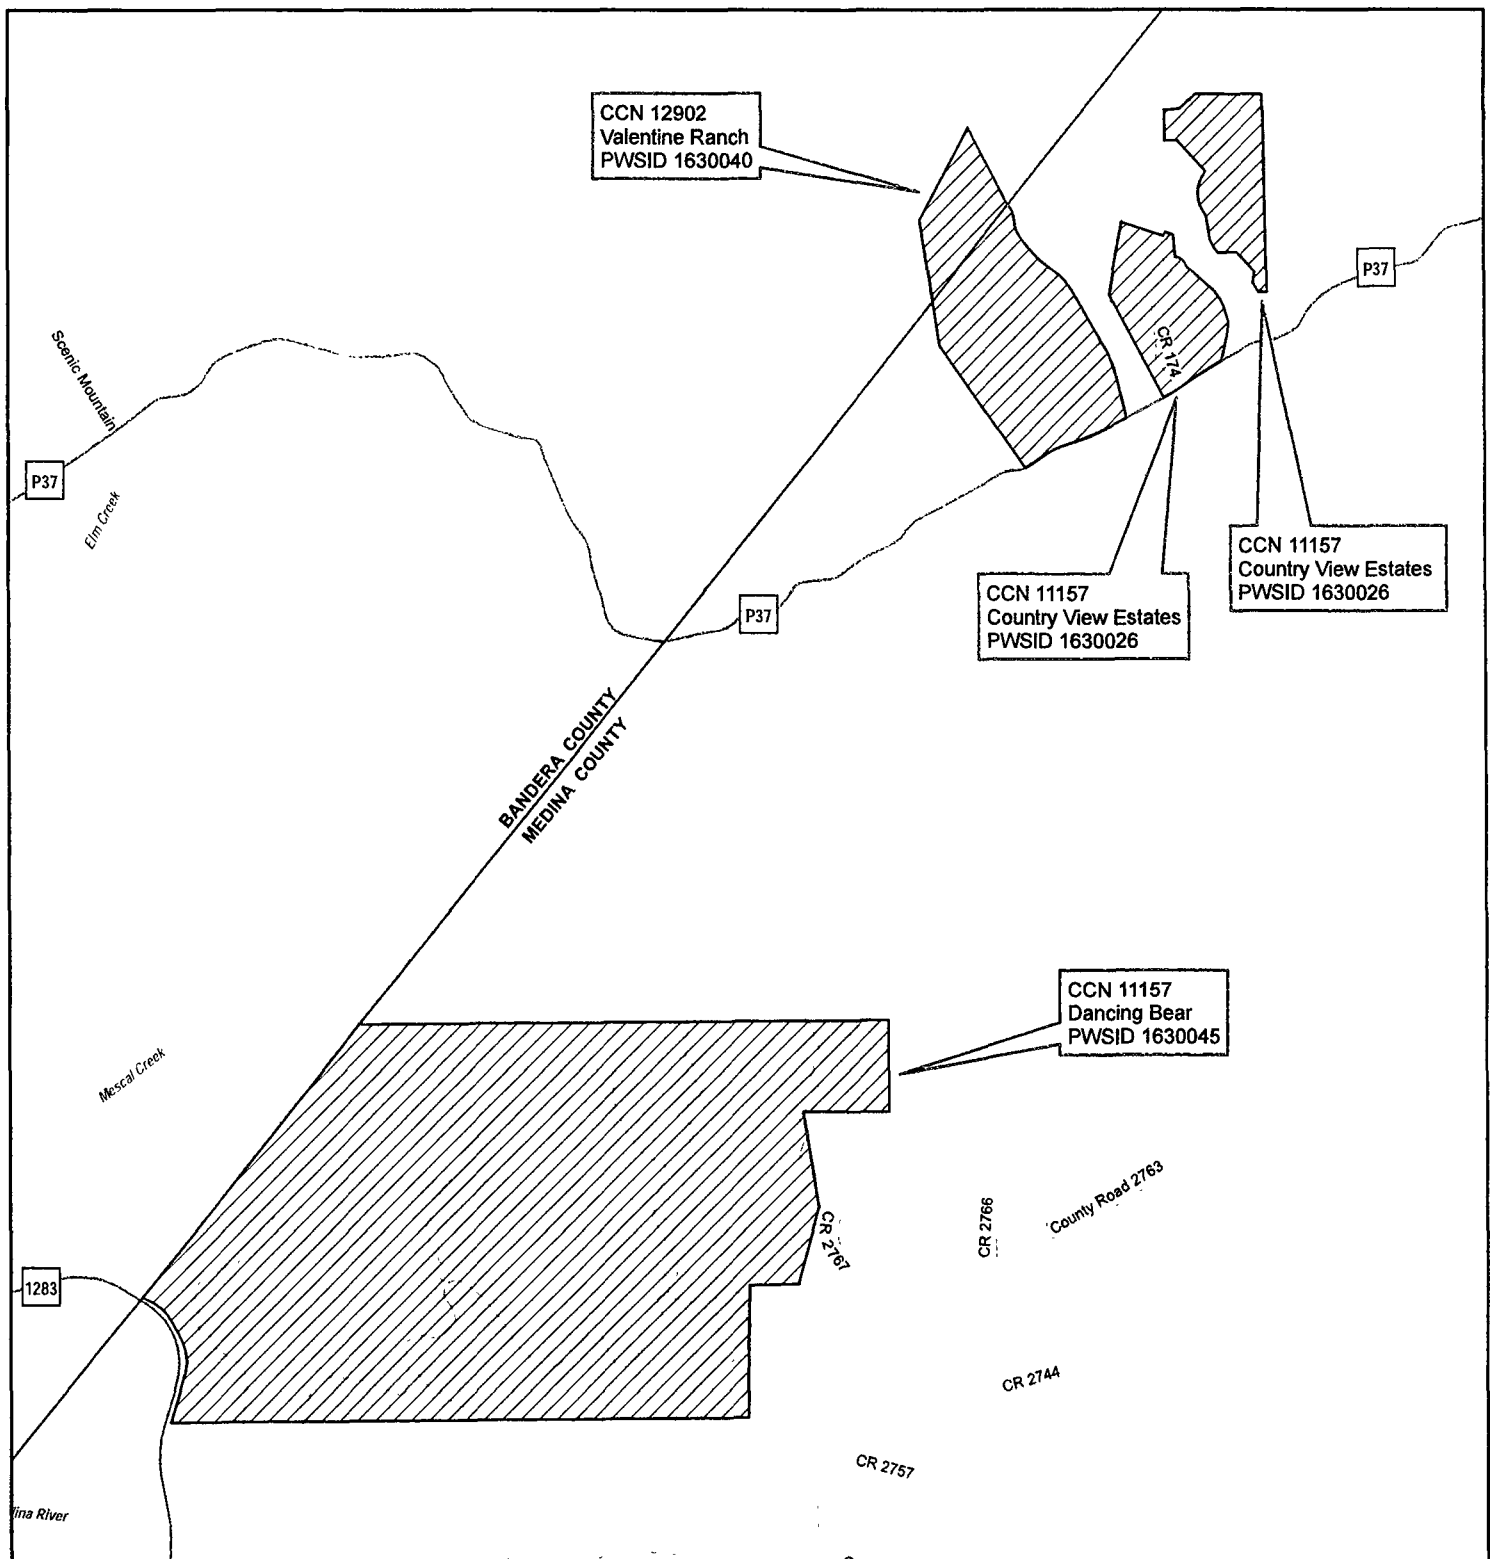 CCN 12902
Valentine Ranch
PWSID 1630040
P37
CR 174
Scenic Mountain
P37
Elm Creek
CCN 11157
Country View Estates
PWSID 1630026
CCN 11157
Country View Estates
PWSID 1630026
P37
BANDERA COUNTY
MEDINA COUNTY
CCN 11157
Dancing Bear
PWSID 1630045
Mescal Creek
County Road 2763
CR 2766
CR 2767
1283
CR 2744
CR 2757
ina River